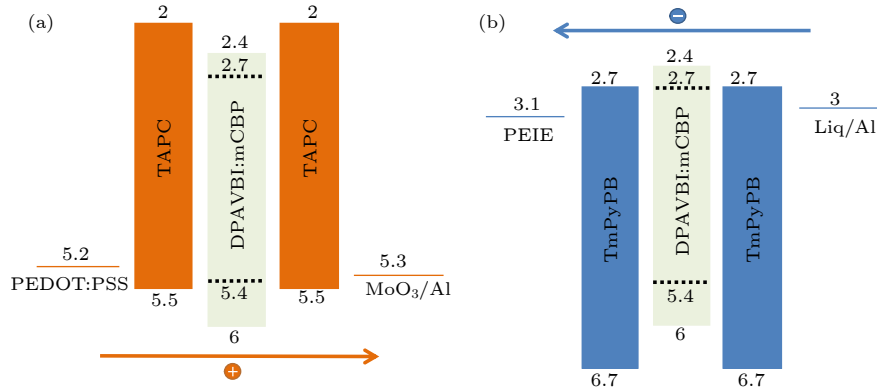 (a)
2
2
2.4
2.7
TAPC
DPAVBI:mCBP
TAPC
5.2
PEDOT:PSS
5.3
MoO₃/Al
5.5
5.4
5.5
6
+
(b)
−
2.4
2.7
2.7
2.7
3.1
PEIE
3
Liq/Al
TmPyPB
DPAVBI:mCBP
TmPyPB
5.4
6
6.7
6.7